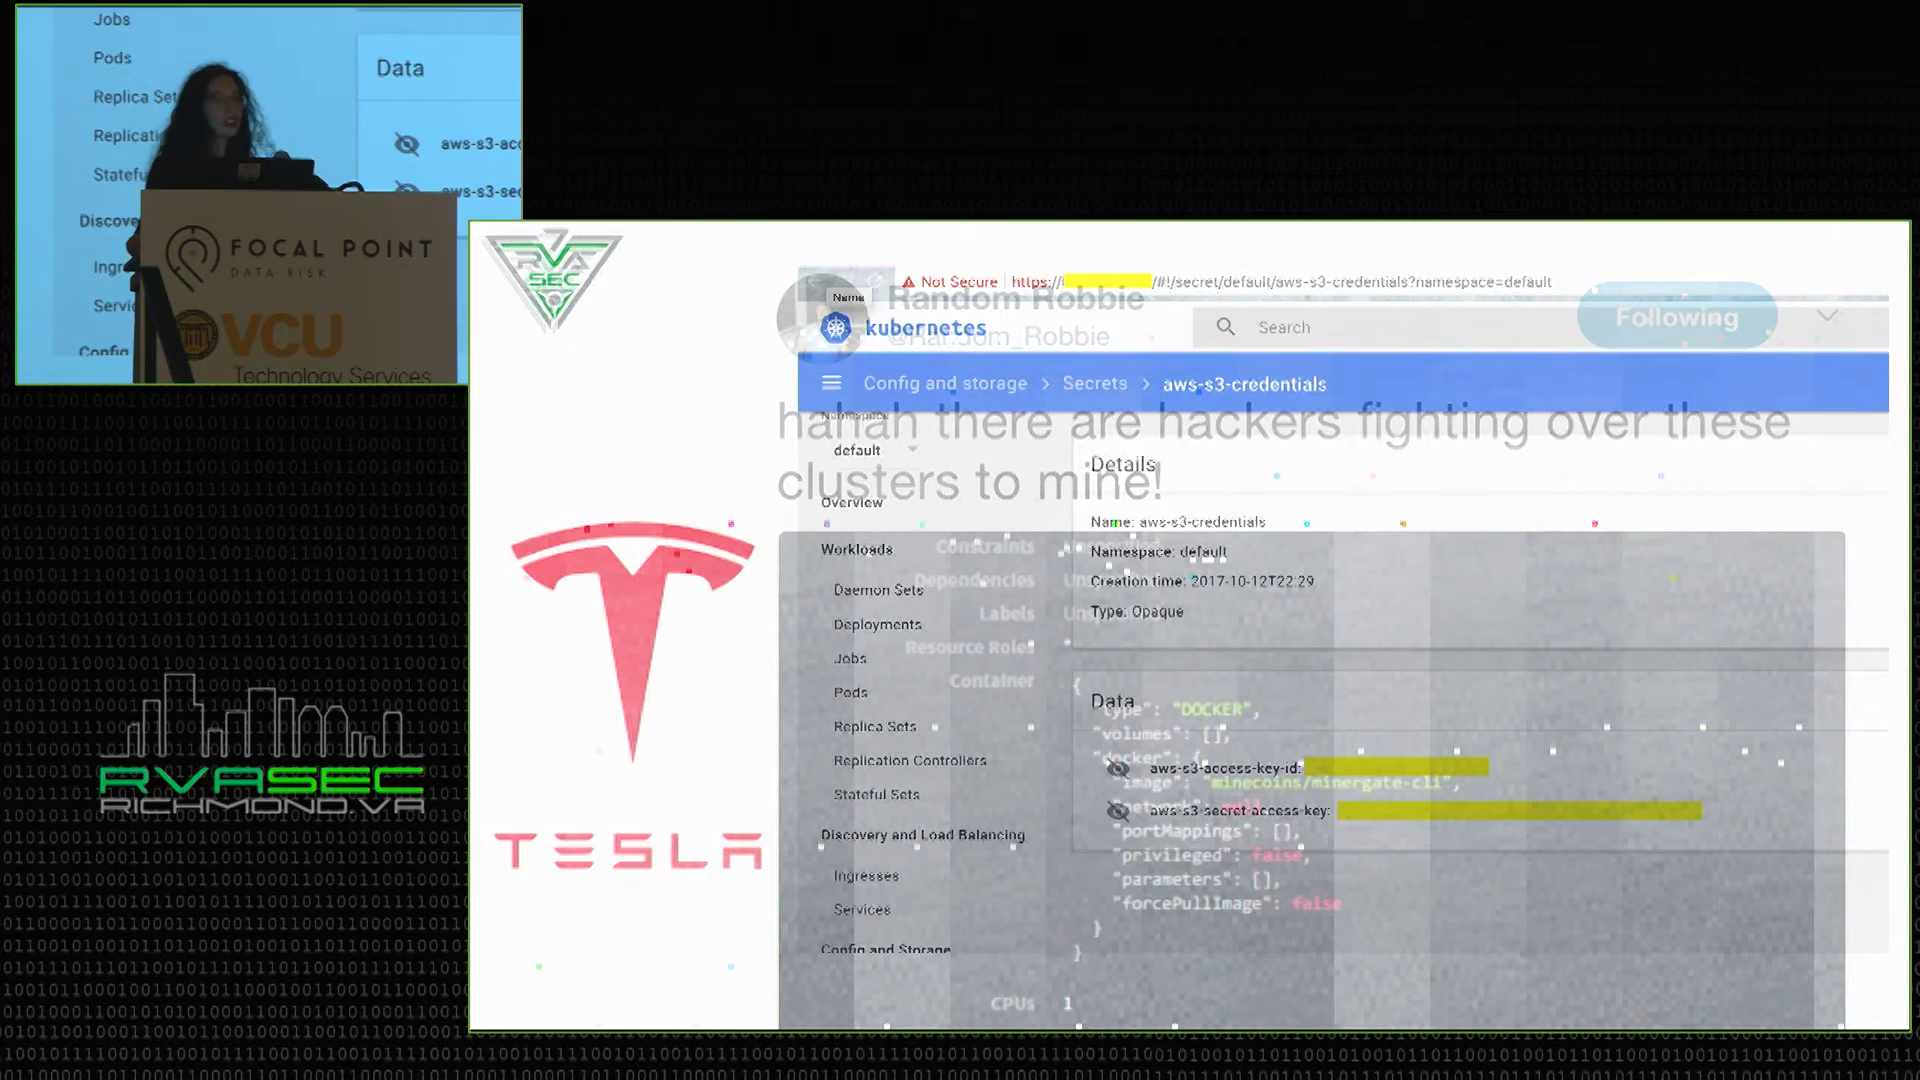 Jobs
Pods
Replica Set
Replicati
Statefu
Discove
Ingr
Servi
Config
Data
aws-s3-acc
aws-s3-sec
FOCAL POINT
DATA RISK
VCU
Technology Services
RVASEC
RICHMOND.VA
RVA
SEC
TESLA
Not Secure
https://
/#!/secret/default/aws-s3-credentials?namespace=default
Name
Random Robbie
@Random_Robbie
Following
kubernetes
Search
Config and storage > Secrets > aws-s3-credentials
hahah there are hackers fighting over these
clusters to mine!
Namespace
default
Overview
Workloads
Daemon Sets
Deployments
Jobs
Pods
Replica Sets
Replication Controllers
Stateful Sets
Discovery and Load Balancing
Ingresses
Services
Config and Storage
Details
Name: aws-s3-credentials
Namespace: default
Creation time: 2017-10-12T22:29
Type: Opaque
Data
aws-s3-access-key-id:
aws-s3-secret-access-key:
Constraints
Dependencies
Labels
Resource Roles *
Container
{
"type": "DOCKER",
"volumes": [],
"docker": {
"image": "minecoins/minergate-cli",
"network": null
"portMappings": [],
"privileged": false,
"parameters": [],
"forcePullImage": false
}
}
CPUs 1